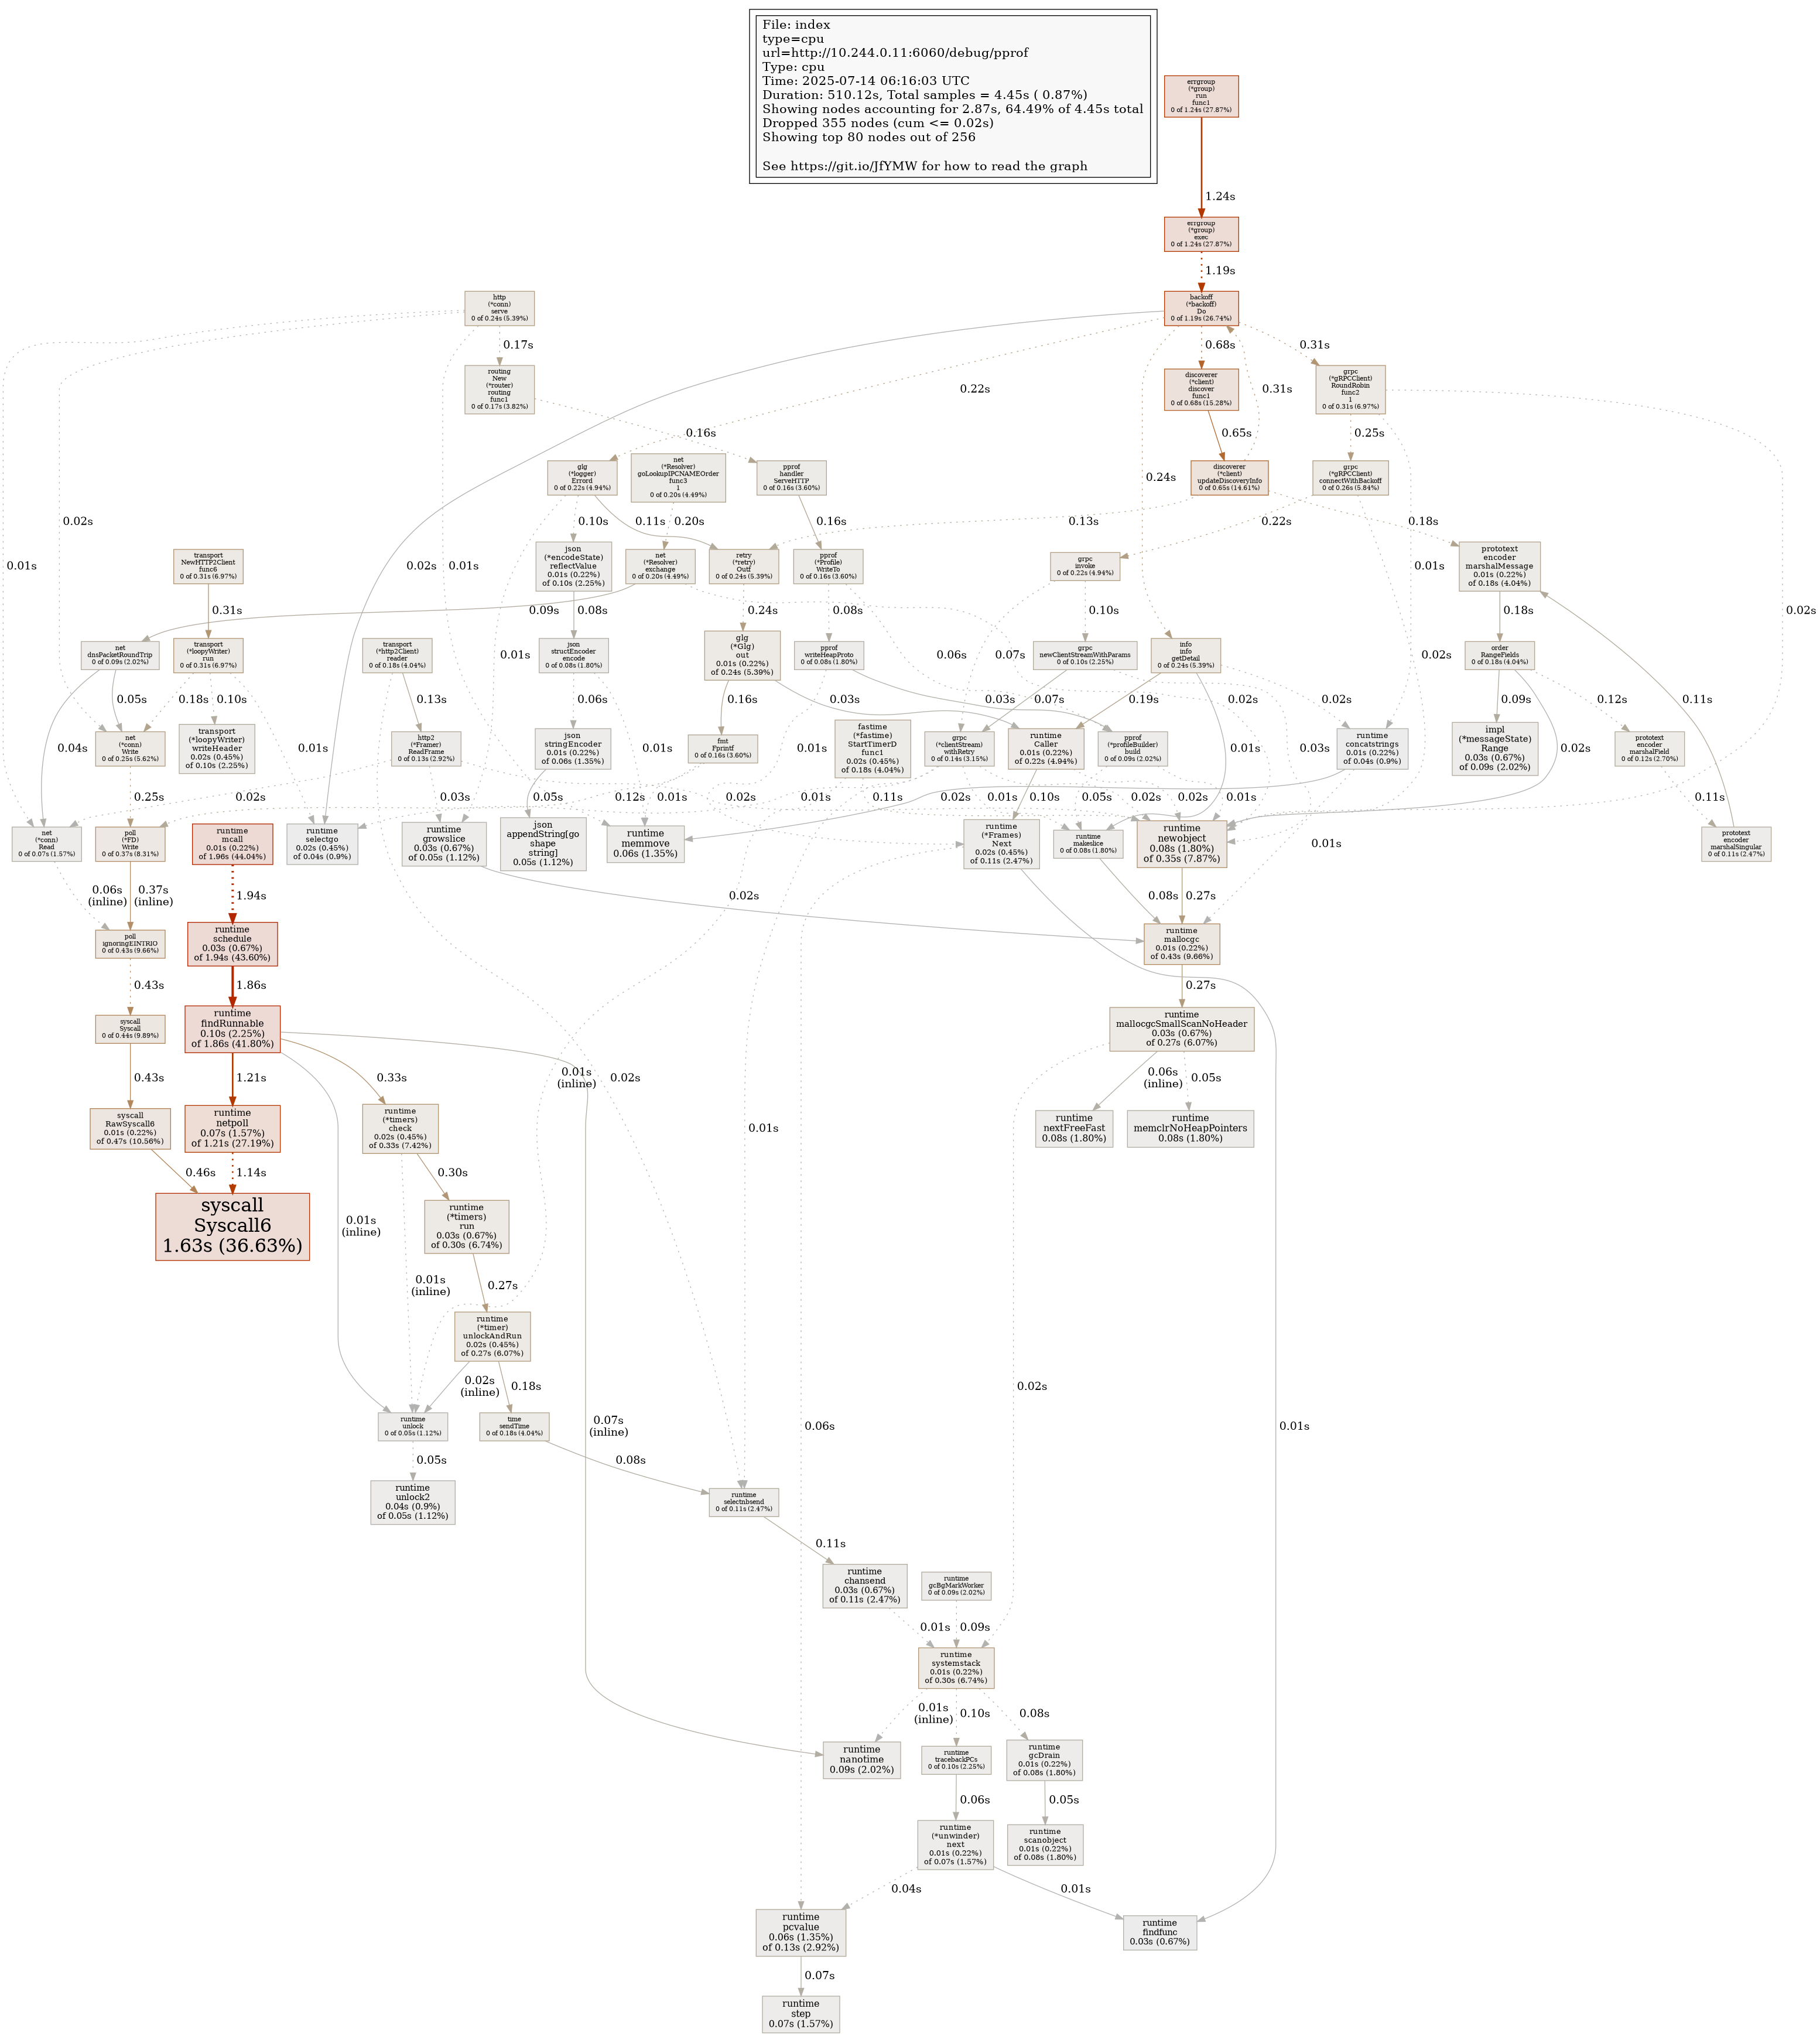 File: index
type=cpu
url=http://10.244.0.11:6060/debug/pprof
Type: cpu
Time: 2025-07-14 06:16:03 UTC
Duration: 510.12s, Total samples = 4.45s ( 0.87%)
Showing nodes accounting for 2.87s, 64.49% of 4.45s total
Dropped 355 nodes (cum <= 0.02s)
Showing top 80 nodes out of 256
See https://git.io/JfYMW for how to read the graph
errgroup
(*group)
run
func1
0 of 1.24s (27.87%)
1.24s
errgroup
(*group)
exec
0 of 1.24s (27.87%)
1.19s
http
(*conn)
serve
0 of 0.24s (5.39%)
backoff
(*backoff)
Do
0 of 1.19s (26.74%)
0.17s
0.68s
0.31s
routing
New
(*router)
routing
func1
0 of 0.17s (3.82%)
0.22s
discoverer
(*client)
discover
func1
0 of 0.68s (15.28%)
0.31s
grpc
(*gRPCClient)
RoundRobin
func2
1
0 of 0.31s (6.97%)
0.16s
0.65s
0.25s
glg
(*logger)
Errord
0 of 0.22s (4.94%)
net
(*Resolver)
goLookupIPCNAMEOrder
func3
1
0 of 0.20s (4.49%)
pprof
handler
ServeHTTP
0 of 0.16s (3.60%)
0.24s
discoverer
(*client)
updateDiscoveryInfo
0 of 0.65s (14.61%)
grpc
(*gRPCClient)
connectWithBackoff
0 of 0.26s (5.84%)
0.02s
0.10s
0.11s
0.20s
0.16s
0.13s
0.22s
0.18s
0.01s
0.02s
0.01s
transport
NewHTTP2Client
func6
0 of 0.31s (6.97%)
json
(*encodeState)
reflectValue
0.01s (0.22%)
of 0.10s (2.25%)
net
(*Resolver)
exchange
0 of 0.20s (4.49%)
retry
(*retry)
Outf
0 of 0.24s (5.39%)
pprof
(*Profile)
WriteTo
0 of 0.16s (3.60%)
grpc
invoke
0 of 0.22s (4.94%)
prototext
encoder
marshalMessage
0.01s (0.22%)
of 0.18s (4.04%)
0.01s
0.02s
0.31s
0.09s
0.08s
0.24s
0.08s
0.10s
0.18s
net
dnsPacketRoundTrip
0 of 0.09s (2.02%)
transport
(*loopyWriter)
run
0 of 0.31s (6.97%)
transport
(*http2Client)
reader
0 of 0.18s (4.04%)
0.01s
json
structEncoder
encode
0 of 0.08s (1.80%)
glg
(*Glg)
out
0.01s (0.22%)
of 0.24s (5.39%)
pprof
writeHeapProto
0 of 0.08s (1.80%)
0.06s
0.07s
grpc
newClientStreamWithParams
0 of 0.10s (2.25%)
info
info
getDetail
0 of 0.24s (5.39%)
0.02s
order
RangeFields
0 of 0.18s (4.04%)
0.05s
0.18s
0.10s
0.13s
0.06s
0.16s
0.03s
0.03s
0.07s
0.19s
0.02s
0.02s
0.09s
0.12s
0.11s
0.04s
net
(*conn)
Write
0 of 0.25s (5.62%)
transport
(*loopyWriter)
writeHeader
0.02s (0.45%)
of 0.10s (2.25%)
0.01s
http2
(*Framer)
ReadFrame
0 of 0.13s (2.92%)
json
stringEncoder
0.01s (0.22%)
of 0.06s (1.35%)
0.01s
fmt
Fprintf
0 of 0.16s (3.60%)
0.01s
fastime
(*fastime)
StartTimerD
func1
0.02s (0.45%)
of 0.18s (4.04%)
grpc
(*clientStream)
withRetry
0 of 0.14s (3.15%)
runtime
Caller
0.01s (0.22%)
of 0.22s (4.94%)
pprof
(*profileBuilder)
build
0 of 0.09s (2.02%)
0.01s
0.03s
runtime
concatstrings
0.01s (0.22%)
of 0.04s (0.9%)
impl
(*messageState)
Range
0.03s (0.67%)
of 0.09s (2.02%)
0.02s
prototext
encoder
marshalField
0 of 0.12s (2.70%)
0.25s
0.02s
0.03s
0.05s
0.12s
0.01s
0.02s
0.01s
0.11s
0.02s
0.01s
0.10s
0.05s
0.02s
0.02s
0.01s
0.01s
0.11s
net
(*conn)
Read
0 of 0.07s (1.57%)
poll
(*FD)
Write
0 of 0.37s (8.31%)
runtime
mcall
0.01s (0.22%)
of 1.96s (44.04%)
runtime
selectgo
0.02s (0.45%)
of 0.04s (0.9%)
runtime
growslice
0.03s (0.67%)
of 0.05s (1.12%)
json
appendString[go
shape
string]
0.05s (1.12%)
runtime
memmove
0.06s (1.35%)
runtime
(*Frames)
Next
0.02s (0.45%)
of 0.11s (2.47%)
runtime
makeslice
0 of 0.08s (1.80%)
runtime
newobject
0.08s (1.80%)
of 0.35s (7.87%)
prototext
encoder
marshalSingular
0 of 0.11s (2.47%)
0.06s
(inline)
0.37s
(inline)
1.94s
0.02s
0.08s
0.27s
poll
ignoringEINTRIO
0 of 0.43s (9.66%)
runtime
schedule
0.03s (0.67%)
of 1.94s (43.60%)
runtime
mallocgc
0.01s (0.22%)
of 0.43s (9.66%)
0.43s
1.86s
0.27s
syscall
Syscall
0 of 0.44s (9.89%)
runtime
findRunnable
0.10s (2.25%)
of 1.86s (41.80%)
runtime
mallocgcSmallScanNoHeader
0.03s (0.67%)
of 0.27s (6.07%)
0.43s
1.21s
0.33s
0.01s
(inline)
0.02s
0.06s
(inline)
0.05s
syscall
RawSyscall6
0.01s (0.22%)
of 0.47s (10.56%)
runtime
netpoll
0.07s (1.57%)
of 1.21s (27.19%)
runtime
(*timers)
check
0.02s (0.45%)
of 0.33s (7.42%)
0.01s
runtime
nextFreeFast
0.08s (1.80%)
runtime
memclrNoHeapPointers
0.08s (1.80%)
0.46s
1.14s
0.30s
syscall
Syscall6
1.63s (36.63%)
0.01s
(inline)
runtime
(*timers)
run
0.03s (0.67%)
of 0.30s (6.74%)
0.01s
(inline)
0.27s
runtime
(*timer)
unlockAndRun
0.02s (0.45%)
of 0.27s (6.07%)
0.02s
(inline)
0.18s
0.02s
runtime
unlock
0 of 0.05s (1.12%)
time
sendTime
0 of 0.18s (4.04%)
0.07s
(inline)
0.06s
0.01s
0.05s
0.08s
runtime
unlock2
0.04s (0.9%)
of 0.05s (1.12%)
runtime
selectnbsend
0 of 0.11s (2.47%)
0.11s
runtime
chansend
0.03s (0.67%)
of 0.11s (2.47%)
runtime
gcBgMarkWorker
0 of 0.09s (2.02%)
0.01s
0.09s
runtime
systemstack
0.01s (0.22%)
of 0.30s (6.74%)
0.01s
(inline)
0.10s
0.08s
runtime
nanotime
0.09s (2.02%)
runtime
tracebackPCs
0 of 0.10s (2.25%)
runtime
gcDrain
0.01s (0.22%)
of 0.08s (1.80%)
0.06s
0.05s
runtime
(*unwinder)
next
0.01s (0.22%)
of 0.07s (1.57%)
runtime
scanobject
0.01s (0.22%)
of 0.08s (1.80%)
0.04s
0.01s
runtime
pcvalue
0.06s (1.35%)
of 0.13s (2.92%)
runtime
findfunc
0.03s (0.67%)
0.07s
runtime
step
0.07s (1.57%)